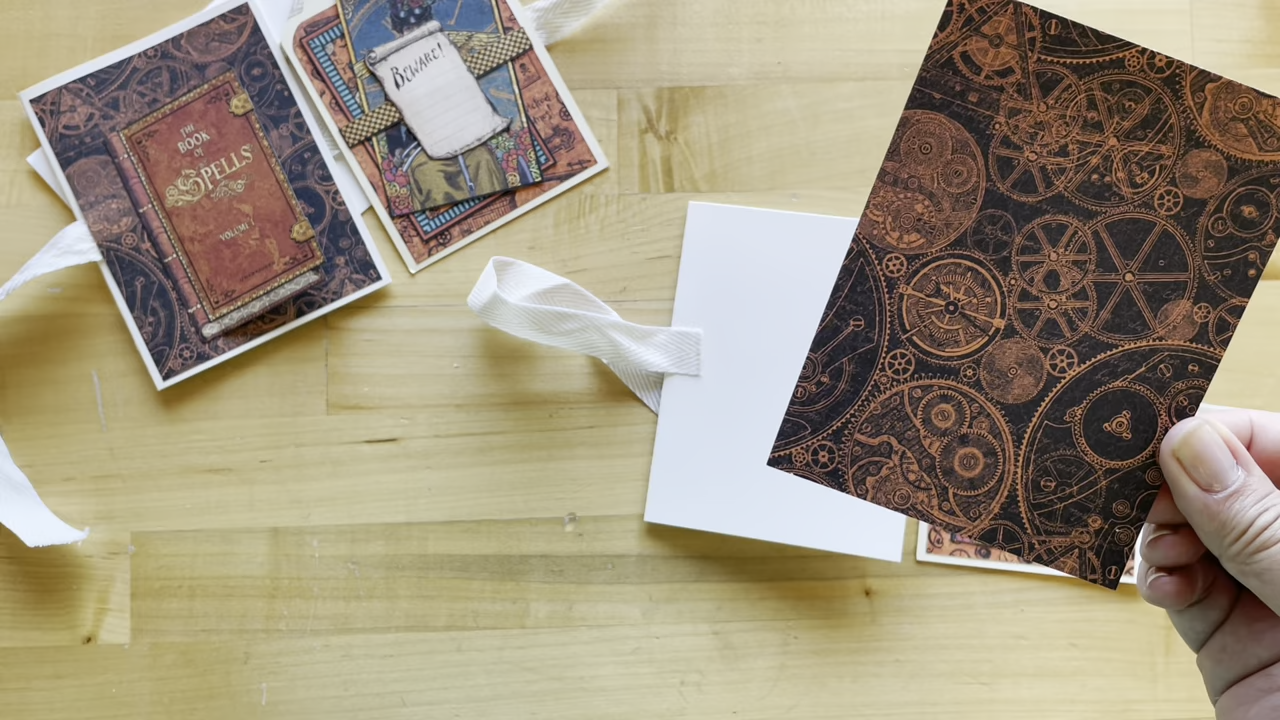 THE
BOOK
of
SPELLS
VOLUME
BEWARE!